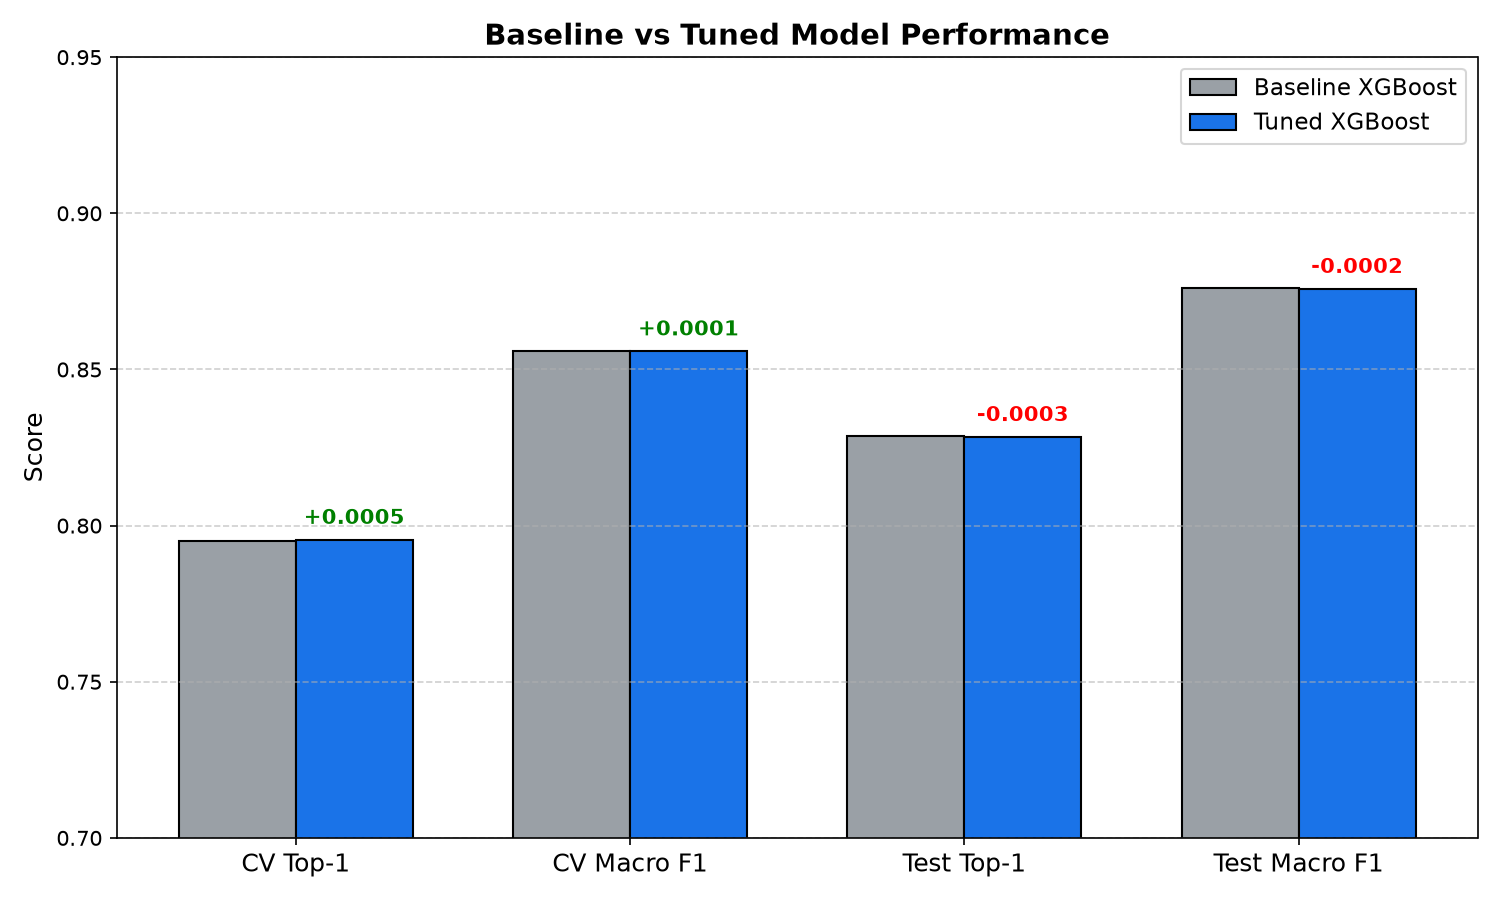 Baseline vs Tuned Model Performance
Baseline XGBoost
Tuned XGBoost
Score
0.95
0.90
0.85
0.80
0.75
0.70
+0.0005
+0.0001
-0.0003
-0.0002
CV Top-1
CV Macro F1
Test Top-1
Test Macro F1